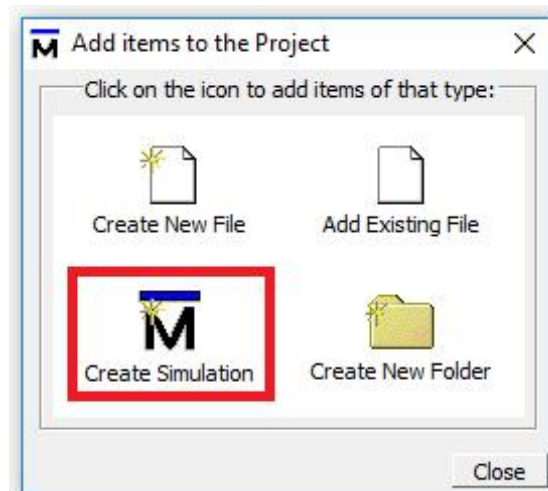 Add items to the Project
Click on the icon to add items of that type:
Create New File
Add Existing File
Create Simulation
Create New Folder
Close